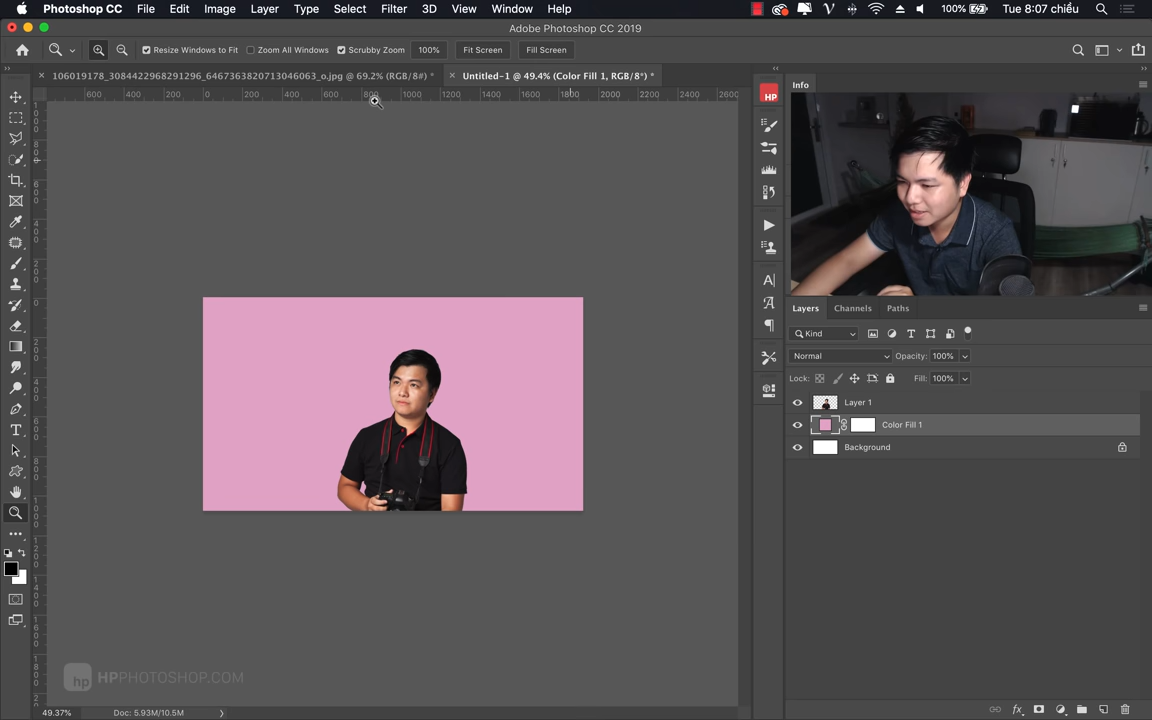 Photoshop CC File Edit Image Layer Type Select Filter 3D View Window Help 100% Tue 8:07 chiều
Adobe Photoshop CC 2019
Resize Windows to Fit Zoom All Windows Scrubby Zoom 100% Fit Screen Fill Screen
106019178_3084422968291296_6467363820713046063_o.jpg @ 69.2% (RGB/8#) * Untitled-1 @ 49.4% (Color Fill 1, RGB/8*) *
600 400 200 0 200 400 600 800 1000 1200 1400 1600 1800 2000 2200 2400 2600
HP
Info
Layers Channels Paths
Kind
Normal Opacity: 100%
Lock: Fill: 100%
Layer 1
Color Fill 1
Background
hp HPPHOTOSHOP.COM
49.37% Doc: 5.93M/10.5M